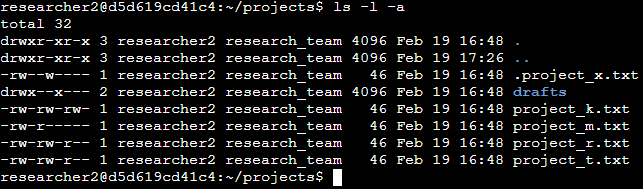 researcher2@d5d619cd41c4:~/projects$ ls -l -a
total 32
drwxr-xr-x 3 researcher2 research_team 4096 Feb 19 16:48 .
drwxr-xr-x 3 researcher2 research_team 4096 Feb 19 17:26 ..
-rw--w---- 1 researcher2 research_team   46 Feb 19 16:48 .project_x.txt
drwx--x--- 2 researcher2 research_team 4096 Feb 19 16:48 drafts
-rw-rw-rw- 1 researcher2 research_team   46 Feb 19 16:48 project_k.txt
-rw-r----- 1 researcher2 research_team   46 Feb 19 16:48 project_m.txt
-rw-rw-r-- 1 researcher2 research_team   46 Feb 19 16:48 project_r.txt
-rw-rw-r-- 1 researcher2 research_team   46 Feb 19 16:48 project_t.txt
researcher2@d5d619cd41c4:~/projects$